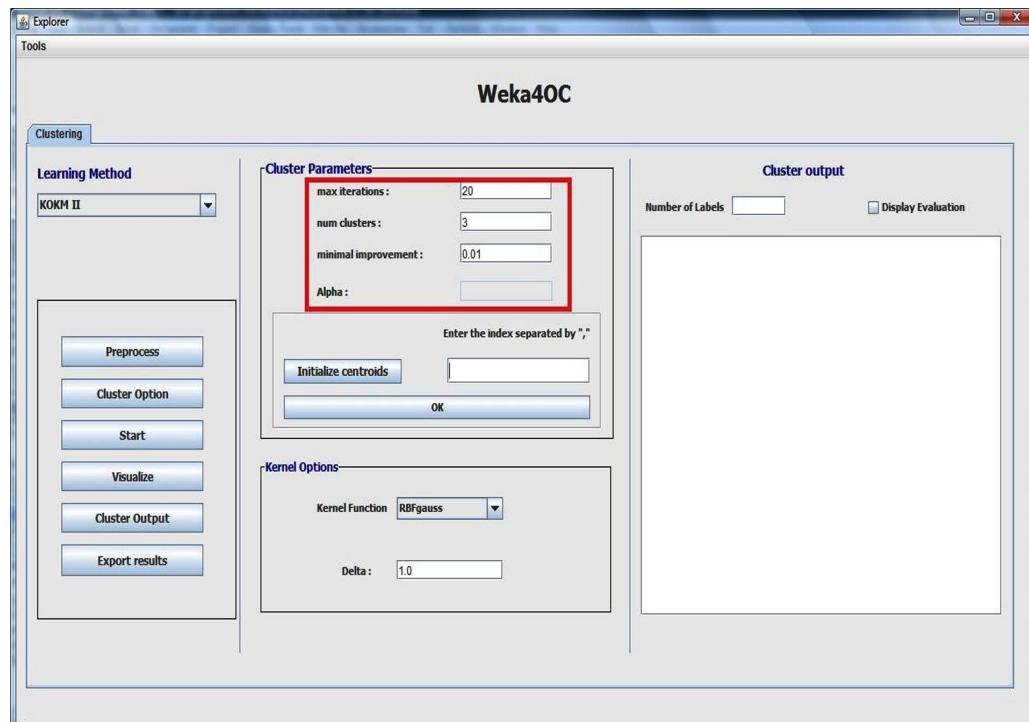 Explorer
Tools
Weka4OC
Clustering
Learning Method
KOKM II
Preprocess
Cluster Option
Start
Visualize
Cluster Output
Export results
Cluster Parameters
max iterations : 20
num clusters : 3
minimal improvement : 0.01
Alpha :
Enter the index separated by ","
Initialize centroids
OK
Kernel Options
Kernel Function RBFgauss
Delta : 1.0
Cluster output
Number of Labels
Display Evaluation